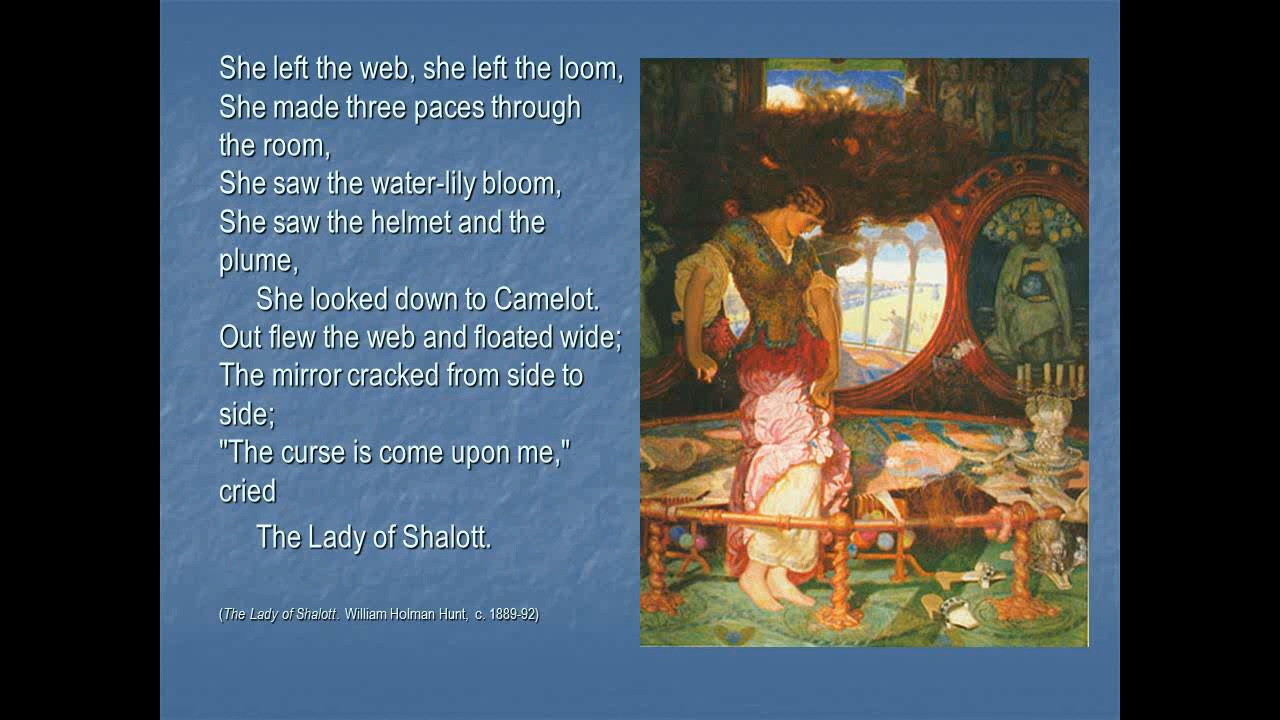 She left the web, she left the loom,
She made three paces through
the room,
She saw the water-lily bloom,
She saw the helmet and the
plume,
She looked down to Camelot.
Out flew the web and floated wide;
The mirror cracked from side to
side;
"The curse is come upon me,"
cried
The Lady of Shalott.
(The Lady of Shalott. William Holman Hunt, c. 1889-92)